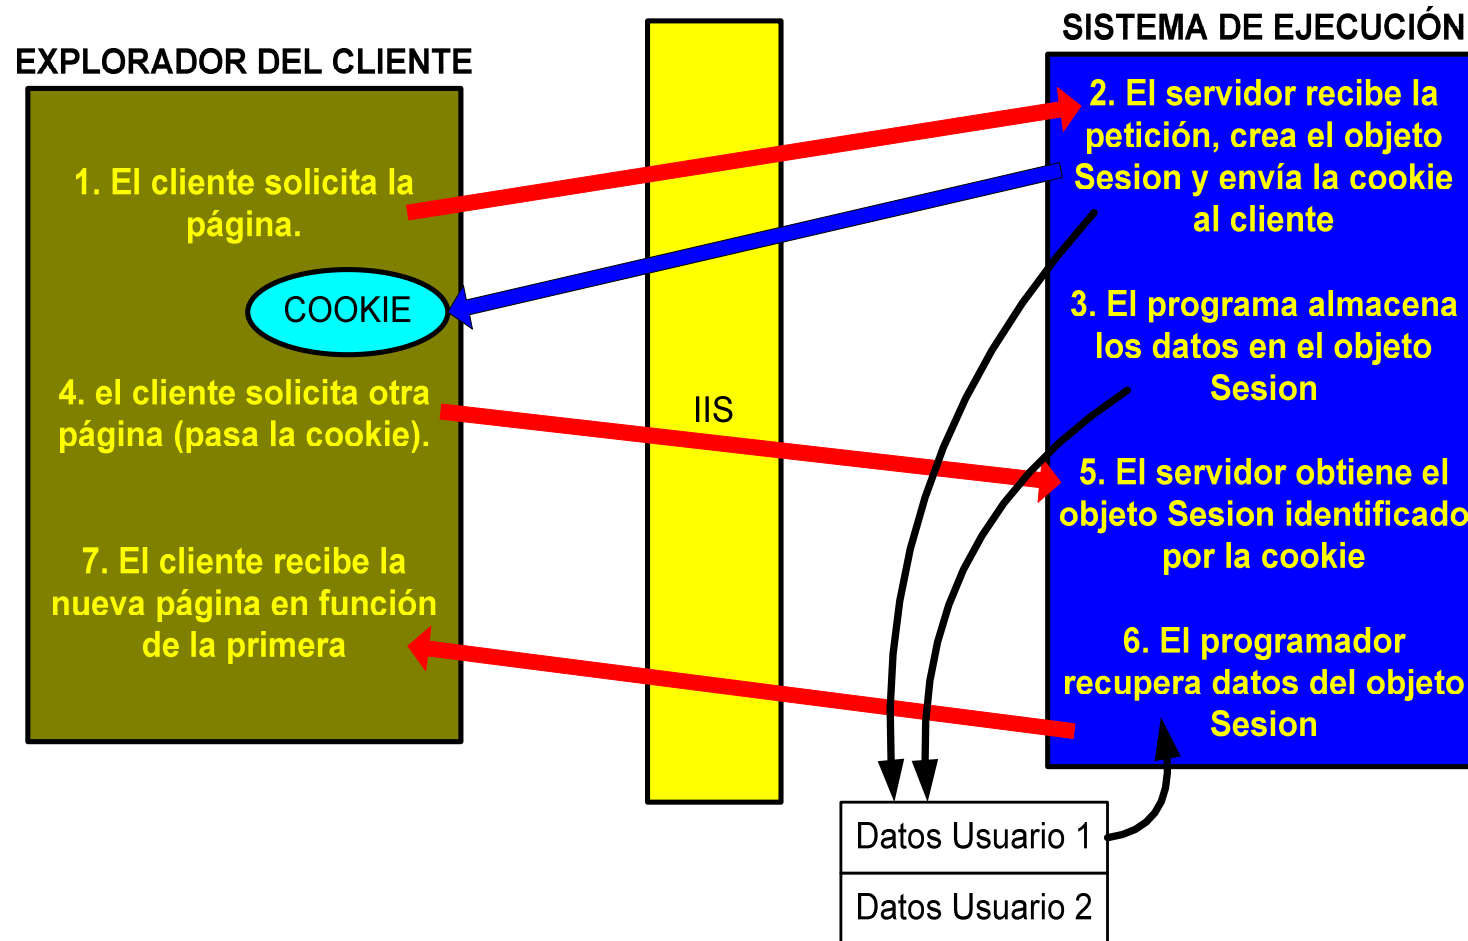 EXPLORADOR DEL CLIENTE
1. El cliente solicita la
página.
COOKIE
4. el cliente solicita otra
página (pasa la cookie).
7. El cliente recibe la
nueva página en función
de la primera
IIS
SISTEMA DE EJECUCIÓN
2. El servidor recibe la
petición, crea el objeto
Sesion y envía la cookie
al cliente
3. El programa almacena
los datos en el objeto
Sesion
5. El servidor obtiene el
objeto Sesion identificado
por la cookie
6. El programador
recupera datos del objeto
Sesion
Datos Usuario 1
Datos Usuario 2